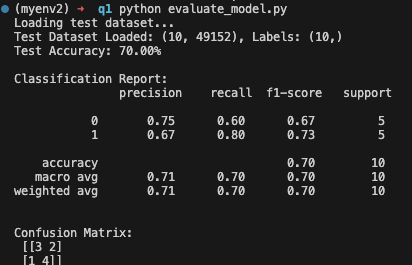 (myenv2) → q1 python evaluate_model.py
Loading test dataset...
Test Dataset Loaded: (10, 49152), Labels: (10,)
Test Accuracy: 70.00%
Classification Report:
precision recall f1-score support
0 0.75 0.60 0.67 5
1 0.67 0.80 0.73 5
accuracy 0.70 10
macro avg 0.71 0.70 0.70 10
weighted avg 0.71 0.70 0.70 10
Confusion Matrix:
[[3 2]
[1 4]]